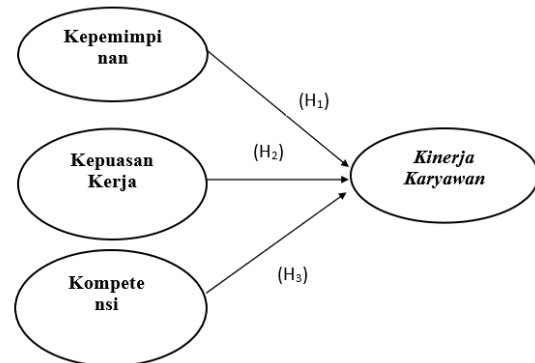 Kepemimpi
nan
(H₁)
Kepuasan
Kerja
(H₂)
Kinerja
Karyawan
Kompete
nsi
(H₃)